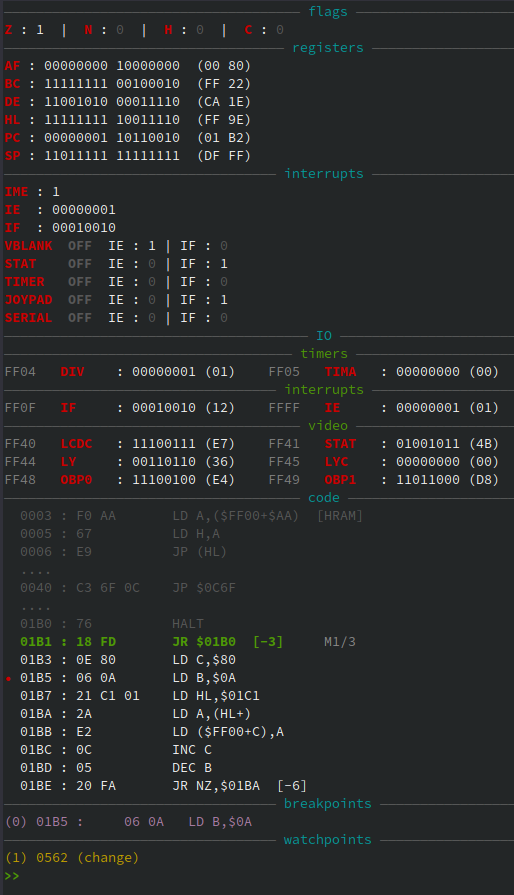 flags
Z : 1 | N : 0 | H : 0 | C : 0
registers
AF : 00000000 10000000 (00 80)
BC : 11111111 00100010 (FF 22)
DE : 11001010 00011110 (CA 1E)
HL : 11111111 10011110 (FF 9E)
PC : 00000001 10110010 (01 B2)
SP : 11011111 11111111 (DF FF)
interrupts
IME : 1
IE : 00000001
IF : 00010010
VBLANK OFF IE : 1 | IF : 0
STAT OFF IE : 0 | IF : 1
TIMER OFF IE : 0 | IF : 0
JOYPAD OFF IE : 0 | IF : 1
SERIAL OFF IE : 0 | IF : 0
IO
timers
FF04 DIV : 00000001 (01) FF05 TIMA : 00000000 (00)
interrupts
FF0F IF : 00010010 (12) FFFF IE : 00000001 (01)
video
FF40 LCDC : 11100111 (E7) FF41 STAT : 01001011 (4B)
FF44 LY : 00110110 (36) FF45 LYC : 00000000 (00)
FF48 OBP0 : 11100100 (E4) FF49 OBP1 : 11011000 (D8)
code
0003 : F0 AA LD A,($FF00+$AA) [HRAM]
0005 : 67 LD H,A
0006 : E9 JP (HL)
....
0040 : C3 6F 0C JP $0C6F
....
01B0 : 76 HALT
01B1 : 18 FD JR $01B0 [-3] M1/3
01B3 : 0E 80 LD C,$80
01B5 : 06 0A LD B,$0A
01B7 : 21 C1 01 LD HL,$01C1
01BA : 2A LD A,(HL+)
01BB : E2 LD ($FF00+C),A
01BC : 0C INC C
01BD : 05 DEC B
01BE : 20 FA JR NZ,$01BA [-6]
breakpoints
(0) 01B5 : 06 0A LD B,$0A
watchpoints
(1) 0562 (change)
>>